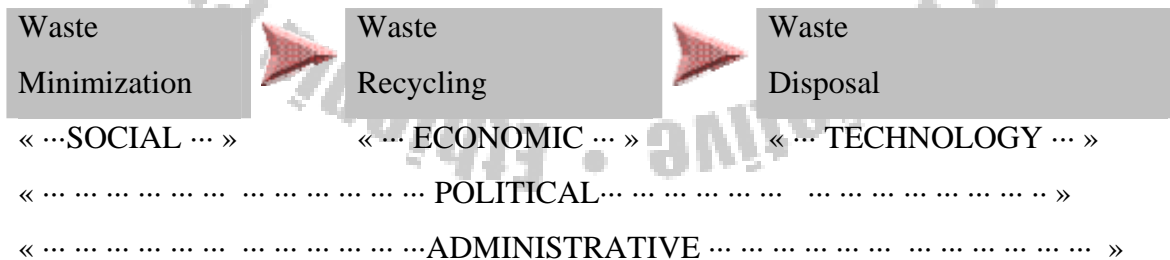 Waste Waste Waste
Minimization Recycling Disposal
« ···SOCIAL ··· » « ··· ECONOMIC ··· » « ··· TECHNOLOGY ··· »
« ··· ··· ··· ··· ··· ··· ··· ··· ··· ··· POLITICAL··· ··· ··· ··· ··· ··· ··· ··· ··· ··· ·· »
« ··· ··· ··· ··· ··· ··· ··· ··· ··· ···ADMINISTRATIVE ··· ··· ··· ··· ··· ··· ··· ··· ··· ··· »